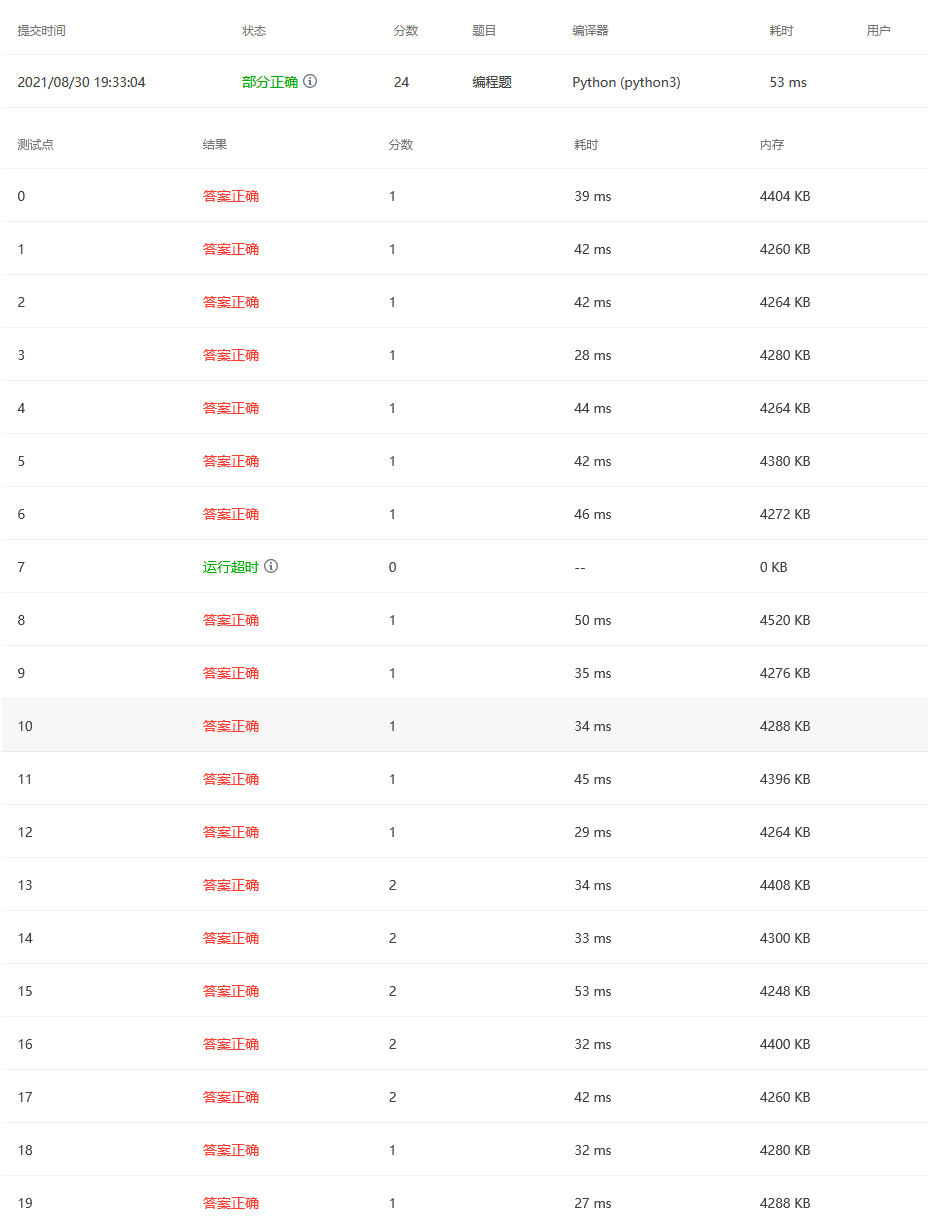 提交时间 状态 分数 题目 编译器 耗时 用户
2021/08/30 19:33:04 部分正确 24 编程题 Python (python3) 53 ms
测试点 结果 分数 耗时 内存
0 答案正确 1 39 ms 4404 KB
1 答案正确 1 42 ms 4260 KB
2 答案正确 1 42 ms 4264 KB
3 答案正确 1 28 ms 4280 KB
4 答案正确 1 44 ms 4264 KB
5 答案正确 1 42 ms 4380 KB
6 答案正确 1 46 ms 4272 KB
7 运行超时 0 -- 0 KB
8 答案正确 1 50 ms 4520 KB
9 答案正确 1 35 ms 4276 KB
10 答案正确 1 34 ms 4288 KB
11 答案正确 1 45 ms 4396 KB
12 答案正确 1 29 ms 4264 KB
13 答案正确 2 34 ms 4408 KB
14 答案正确 2 33 ms 4300 KB
15 答案正确 2 53 ms 4248 KB
16 答案正确 2 32 ms 4400 KB
17 答案正确 2 42 ms 4260 KB
18 答案正确 1 32 ms 4280 KB
19 答案正确 1 27 ms 4288 KB